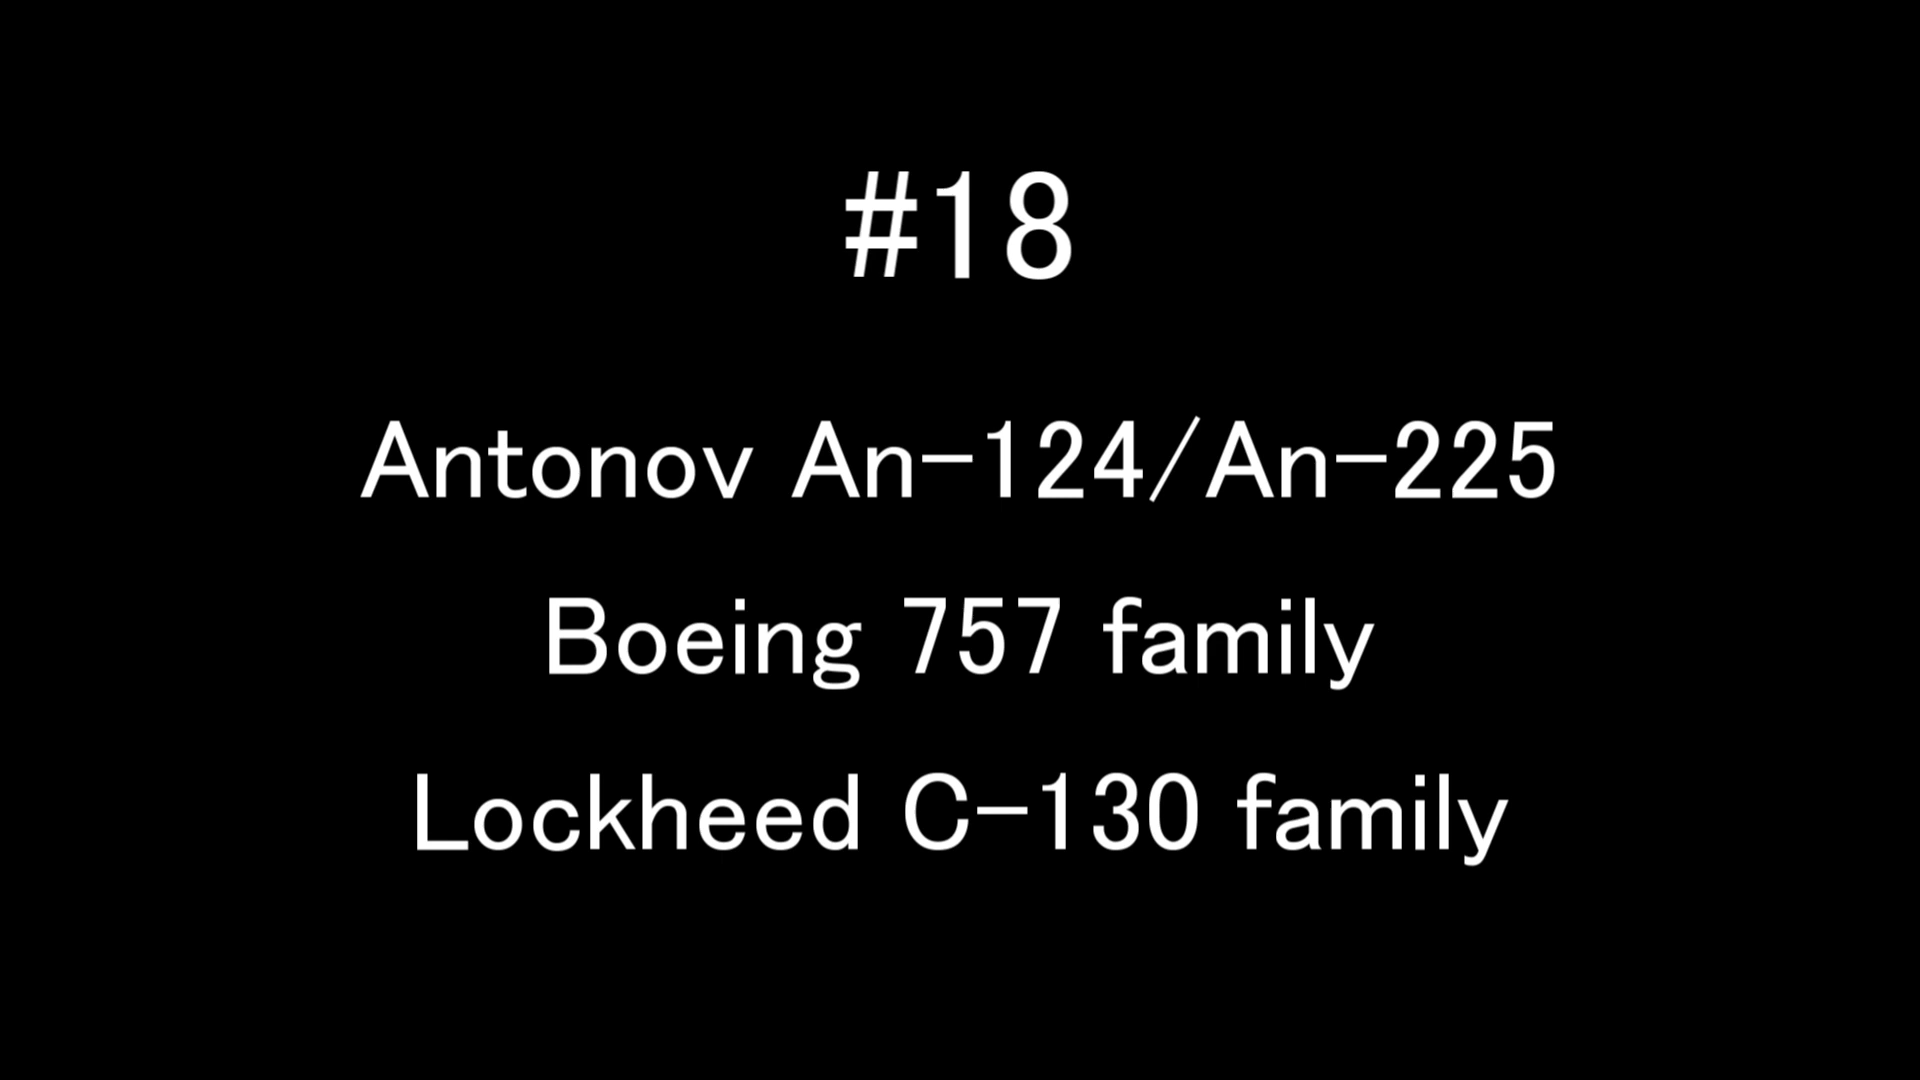 #18
Antonov An-124/An-225
Boeing 757 family
Lockheed C-130 family